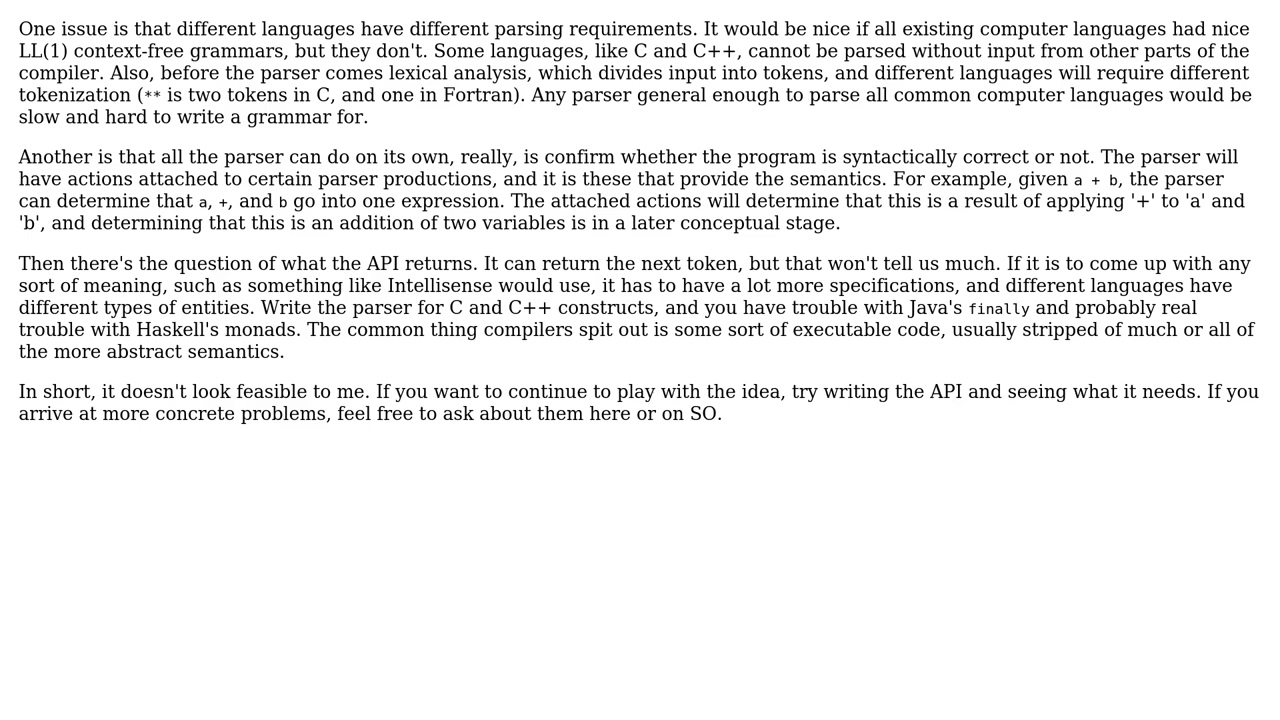 One issue is that different languages have different parsing requirements. It would be nice if all existing computer languages had nice
LL(1) context-free grammars, but they don't. Some languages, like C and C++, cannot be parsed without input from other parts of the
compiler. Also, before the parser comes lexical analysis, which divides input into tokens, and different languages will require different
tokenization (** is two tokens in C, and one in Fortran). Any parser general enough to parse all common computer languages would be
slow and hard to write a grammar for.
Another is that all the parser can do on its own, really, is confirm whether the program is syntactically correct or not. The parser will
have actions attached to certain parser productions, and it is these that provide the semantics. For example, given a + b, the parser
can determine that a, +, and b go into one expression. The attached actions will determine that this is a result of applying '+' to 'a' and
'b', and determining that this is an addition of two variables is in a later conceptual stage.
Then there's the question of what the API returns. It can return the next token, but that won't tell us much. If it is to come up with any
sort of meaning, such as something like Intellisense would use, it has to have a lot more specifications, and different languages have
different types of entities. Write the parser for C and C++ constructs, and you have trouble with Java's finally and probably real
trouble with Haskell's monads. The common thing compilers spit out is some sort of executable code, usually stripped of much or all of
the more abstract semantics.
In short, it doesn't look feasible to me. If you want to continue to play with the idea, try writing the API and seeing what it needs. If you
arrive at more concrete problems, feel free to ask about them here or on SO.